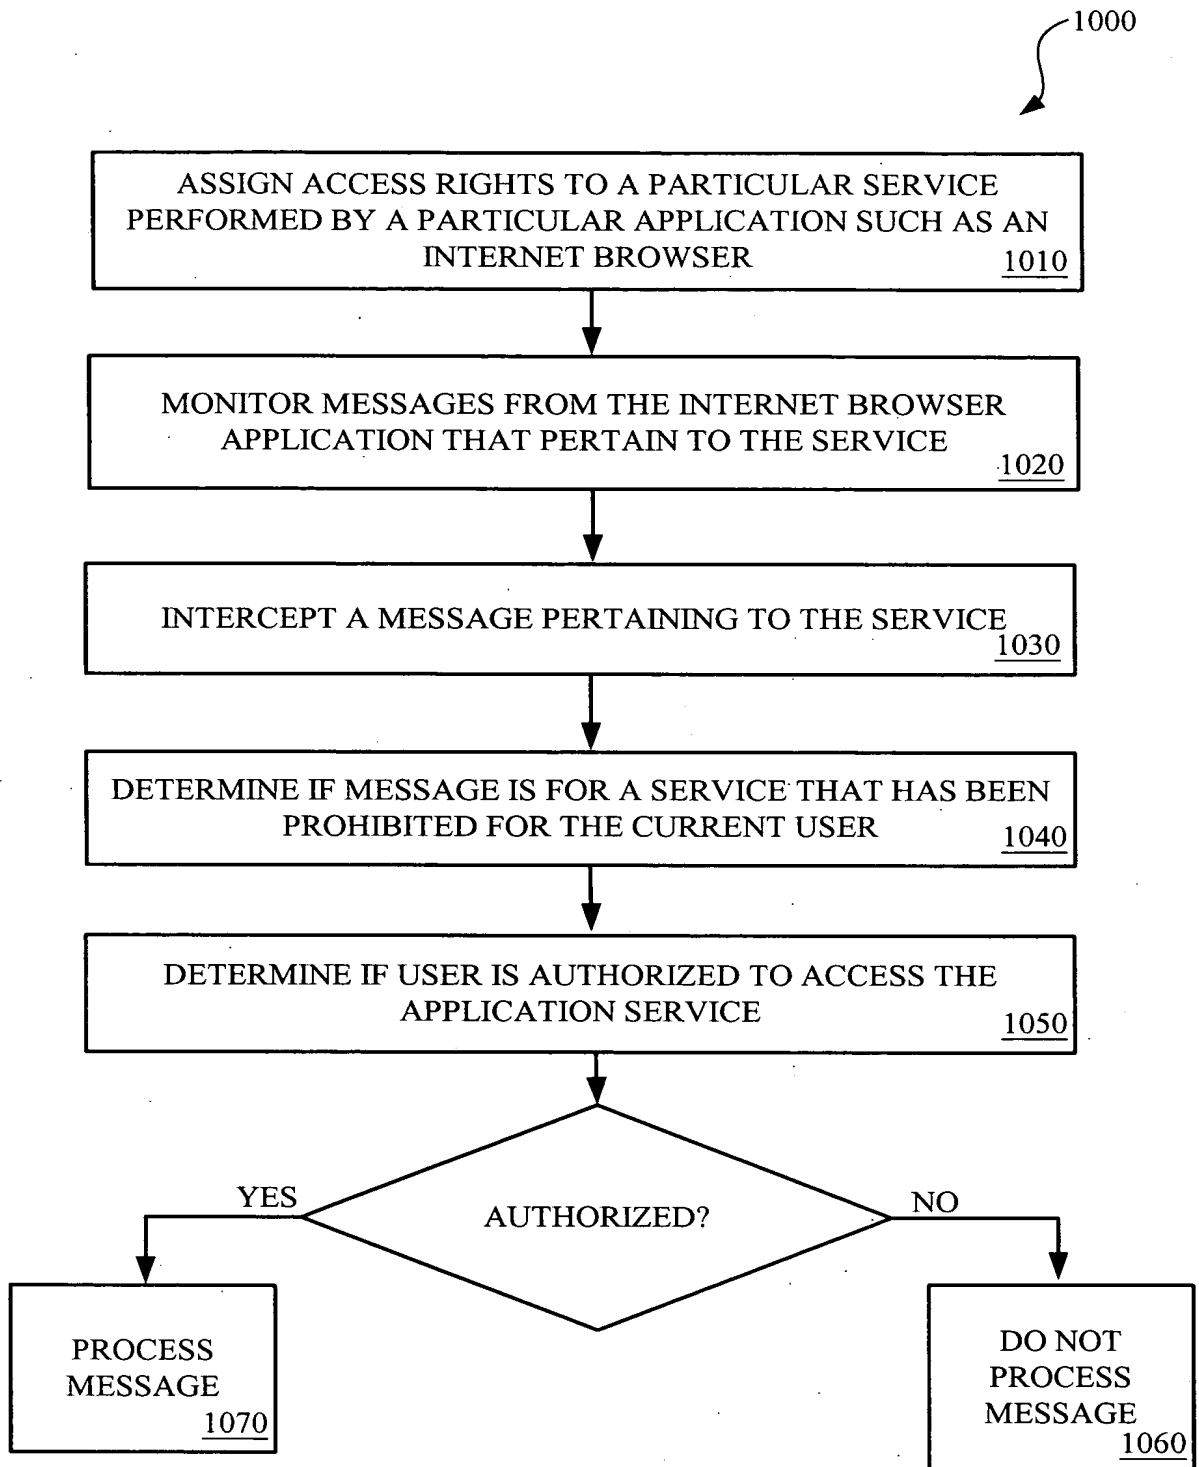 1000
ASSIGN ACCESS RIGHTS TO A PARTICULAR SERVICE
PERFORMED BY A PARTICULAR APPLICATION SUCH AS AN
INTERNET BROWSER
1010
MONITOR MESSAGES FROM THE INTERNET BROWSER
APPLICATION THAT PERTAIN TO THE SERVICE
1020
INTERCEPT A MESSAGE PERTAINING TO THE SERVICE
1030
DETERMINE IF MESSAGE IS FOR A SERVICE THAT HAS BEEN
PROHIBITED FOR THE CURRENT USER
1040
DETERMINE IF USER IS AUTHORIZED TO ACCESS THE
APPLICATION SERVICE
1050
AUTHORIZED?
YES
NO
PROCESS
MESSAGE
1070
DO NOT
PROCESS
MESSAGE
1060